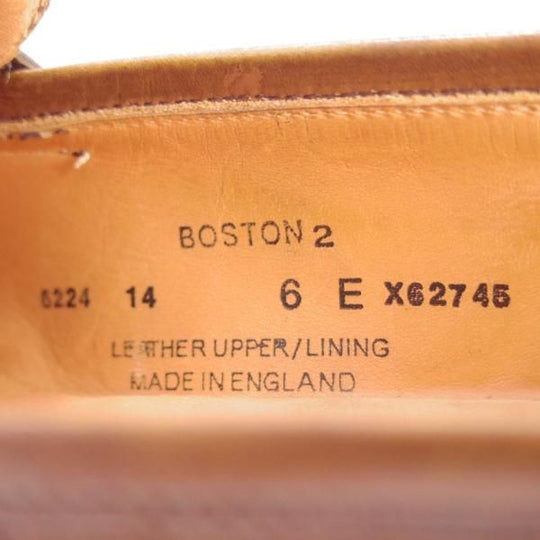 BOSTON 2
6224 14 6 E X62745
LEATHER UPPER/LINING
MADE IN ENGLAND